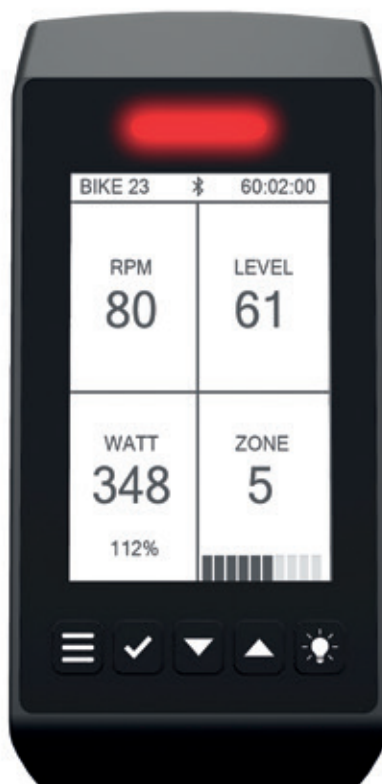 BIKE 23 60:02:00
RPM LEVEL
80 61
WATT ZONE
348 5
112%